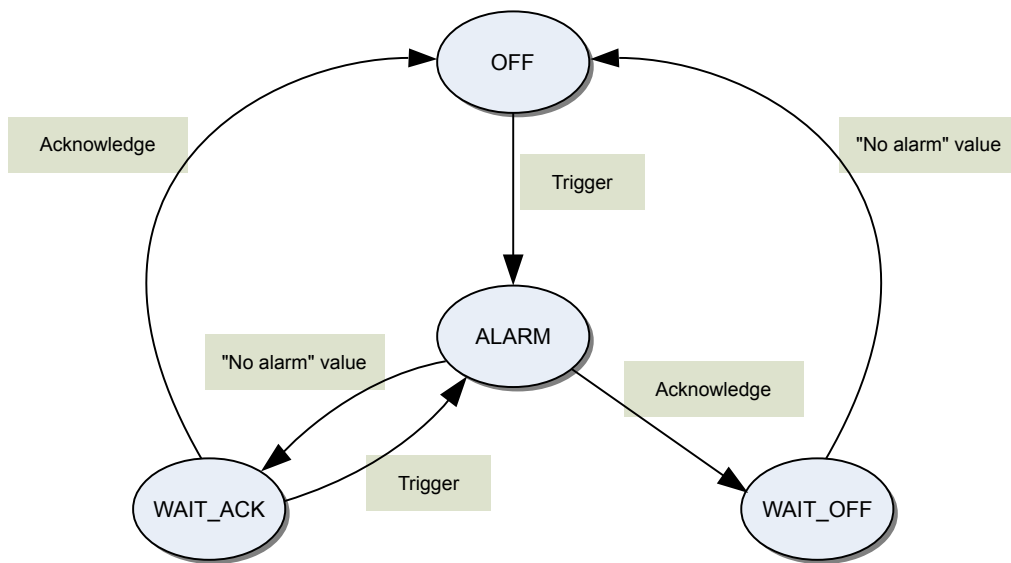 OFF
Acknowledge
"No alarm" value
Trigger
ALARM
"No alarm" value
Acknowledge
Trigger
WAIT_ACK
WAIT_OFF